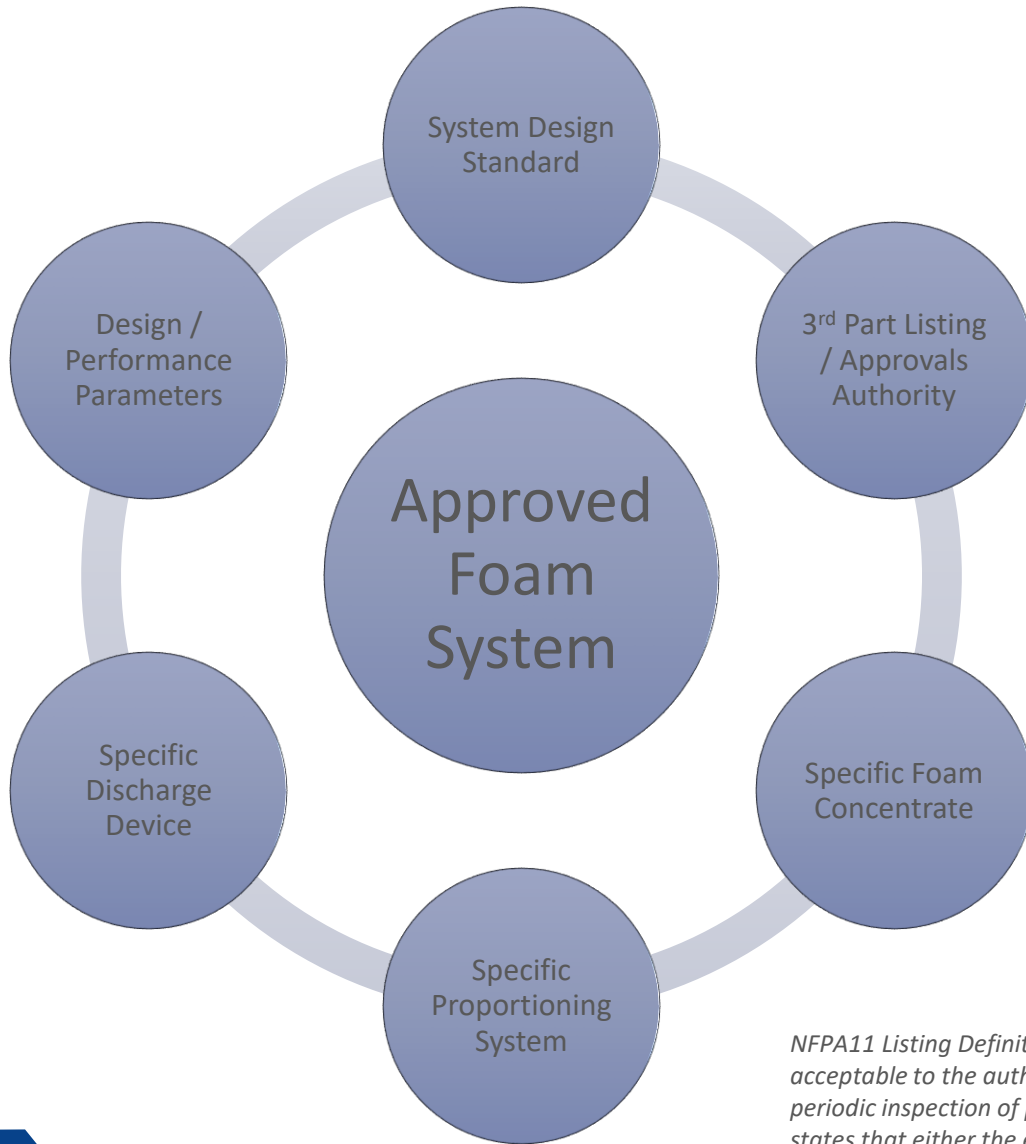 System Design
Standard
Design /
Performance
Parameters
3rd Part Listing
/ Approvals
Authority
Approved
Foam
System
Specific
Discharge
Device
Specific Foam
Concentrate
Specific
Proportioning
System
NFPA11 Listing Definit
acceptable to the auth
periodic inspection of
states that either the